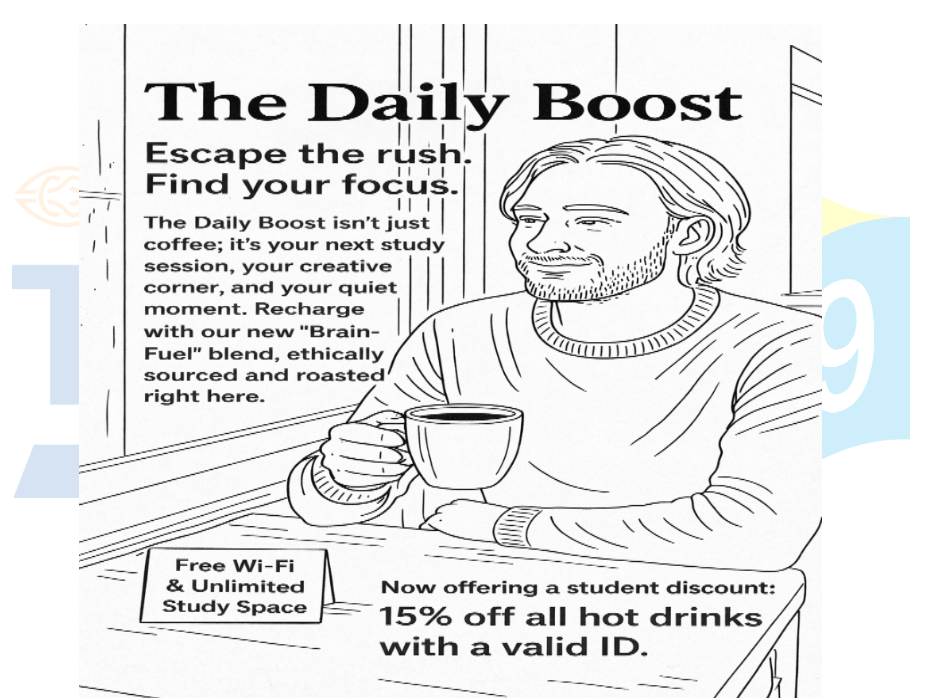 The Daily Boost
Escape the rush.
Find your focus.
The Daily Boost isn't just
coffee; it's your next study
session, your creative
corner, and your quiet
moment. Recharge
with our new "Brain-
Fuel" blend, ethically
sourced and roasted
right here.
Free Wi-Fi
& Unlimited
Study Space
Now offering a student discount:
15% off all hot drinks
with a valid ID.